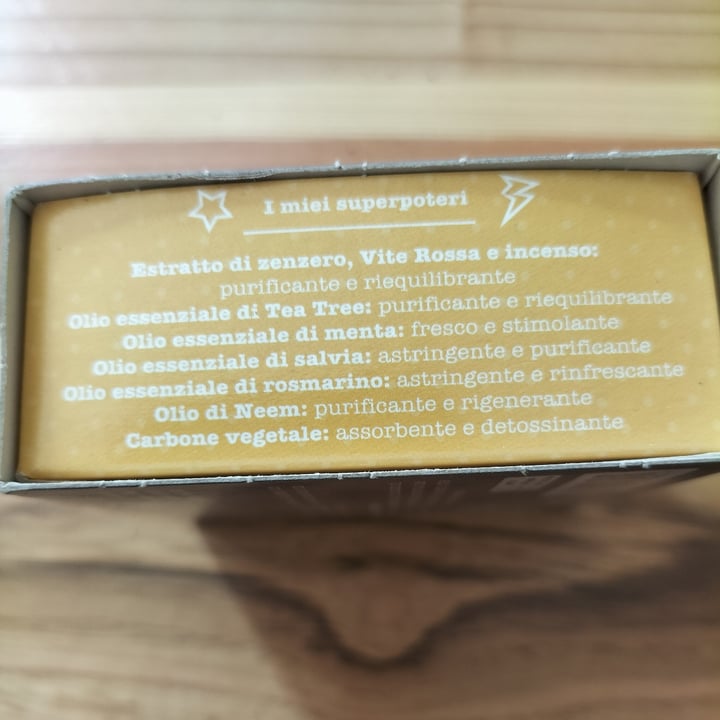 I miei superpoteri
Estratto di zenzero, Vite Rossa e incenso:
purificante e riequilibrante
Olio essenziale di Tea Tree: purificante e riequilibrante
Olio essenziale di menta: fresco e stimolante
Olio essenziale di salvia: astringente e purificante
Olio essenziale di rosmarino: astringente e rinfrescante
Olio di Neem: purificante e rigenerante
Carbone vegetale: assorbente e detossinante